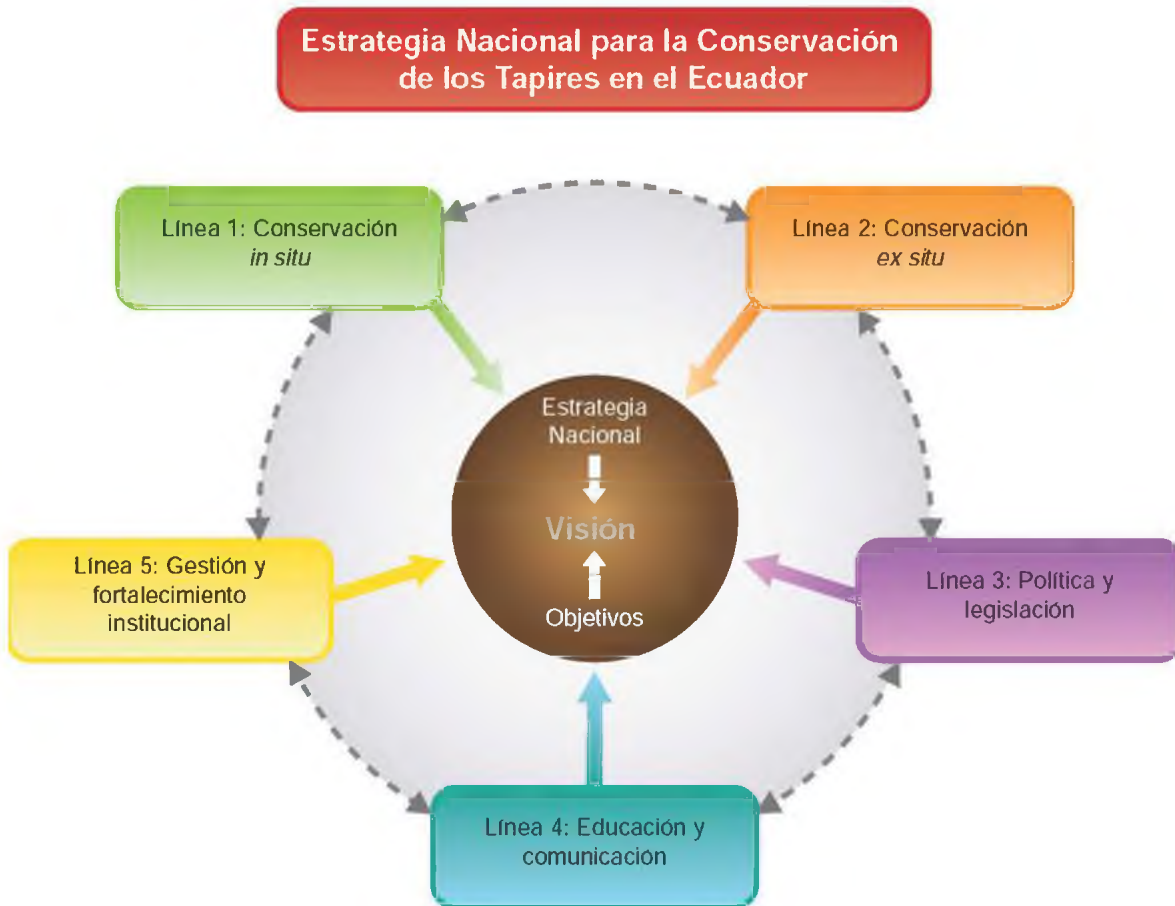 Estrategia Nacional para la Conservación
de los Tapires en el Ecuador
Línea 1: Conservación
in situ
Línea 2: Conservación
ex situ
Estrategia
Nacional
Visión
Objetivos
Línea 5: Gestión y
fortalecimiento
institucional
Línea 3: Política y
legislación
Línea 4: Educación y
comunicación